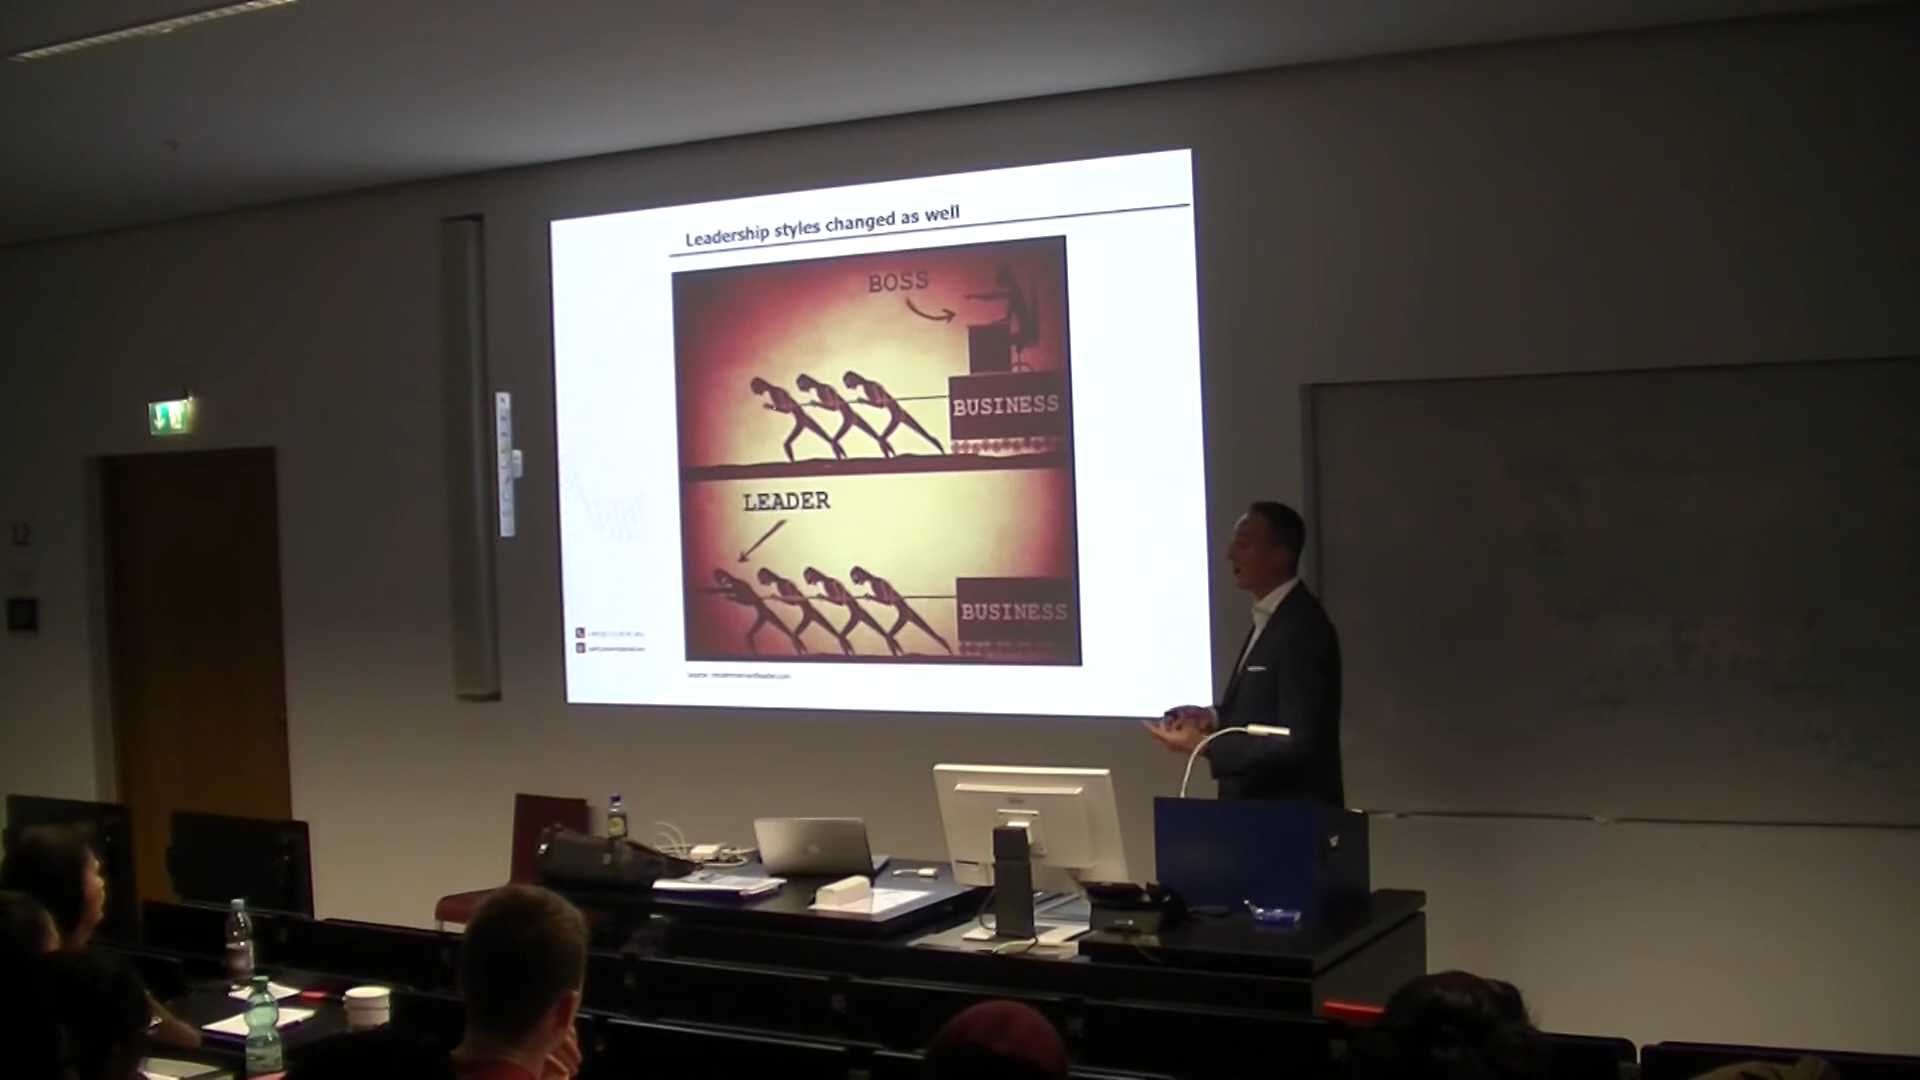 Leadership styles changed as well
BOSS
BUSINESS
LEADER
BUSINESS
12